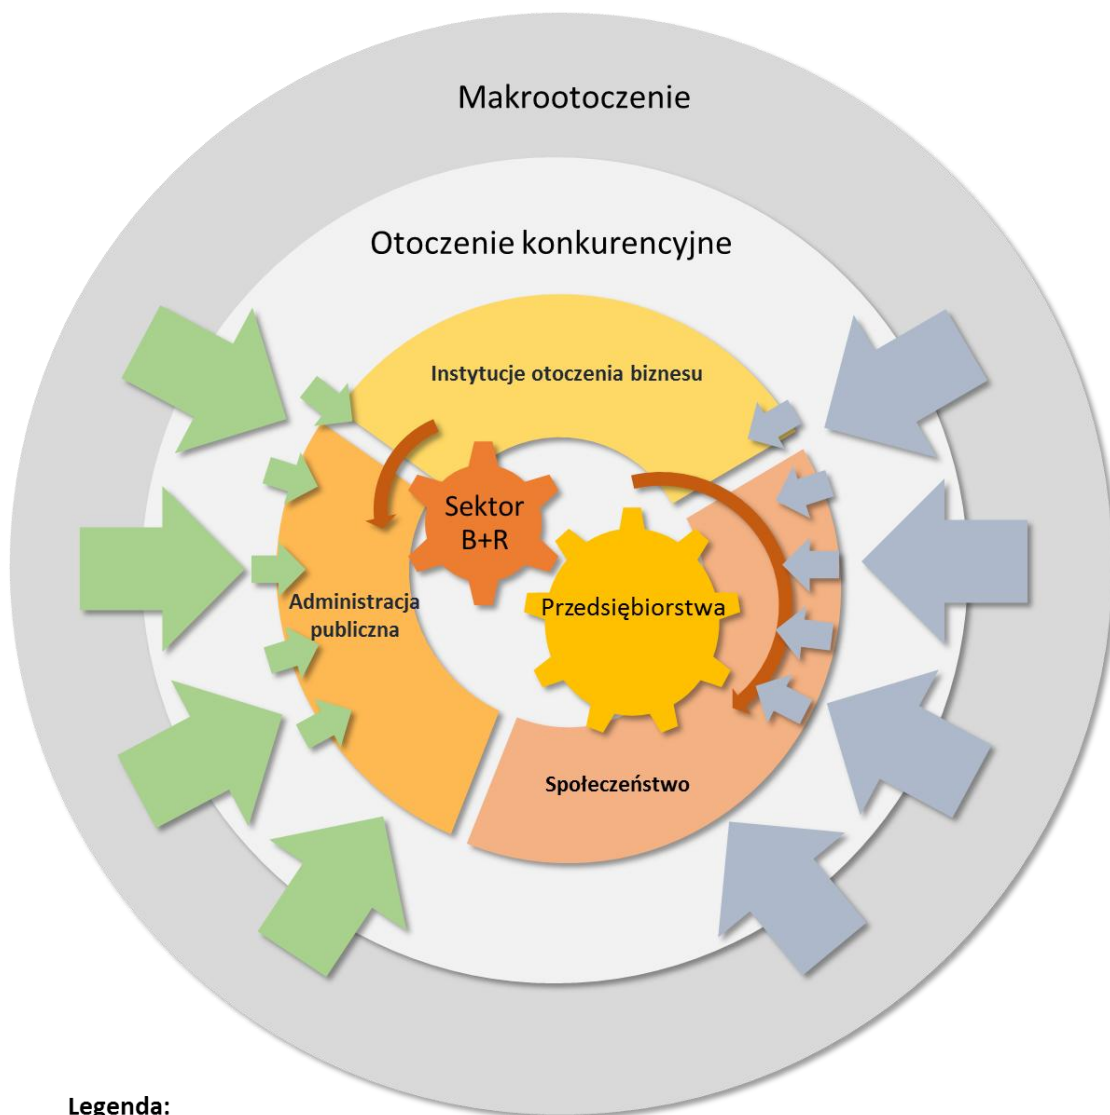 Makrootoczenie
Otoczenie konkurencyjne
Instytucje otoczenia biznesu
Sektor
B+R
Administracja
publiczna
Przedsiębiorstwa
Społeczeństwo
Legenda: